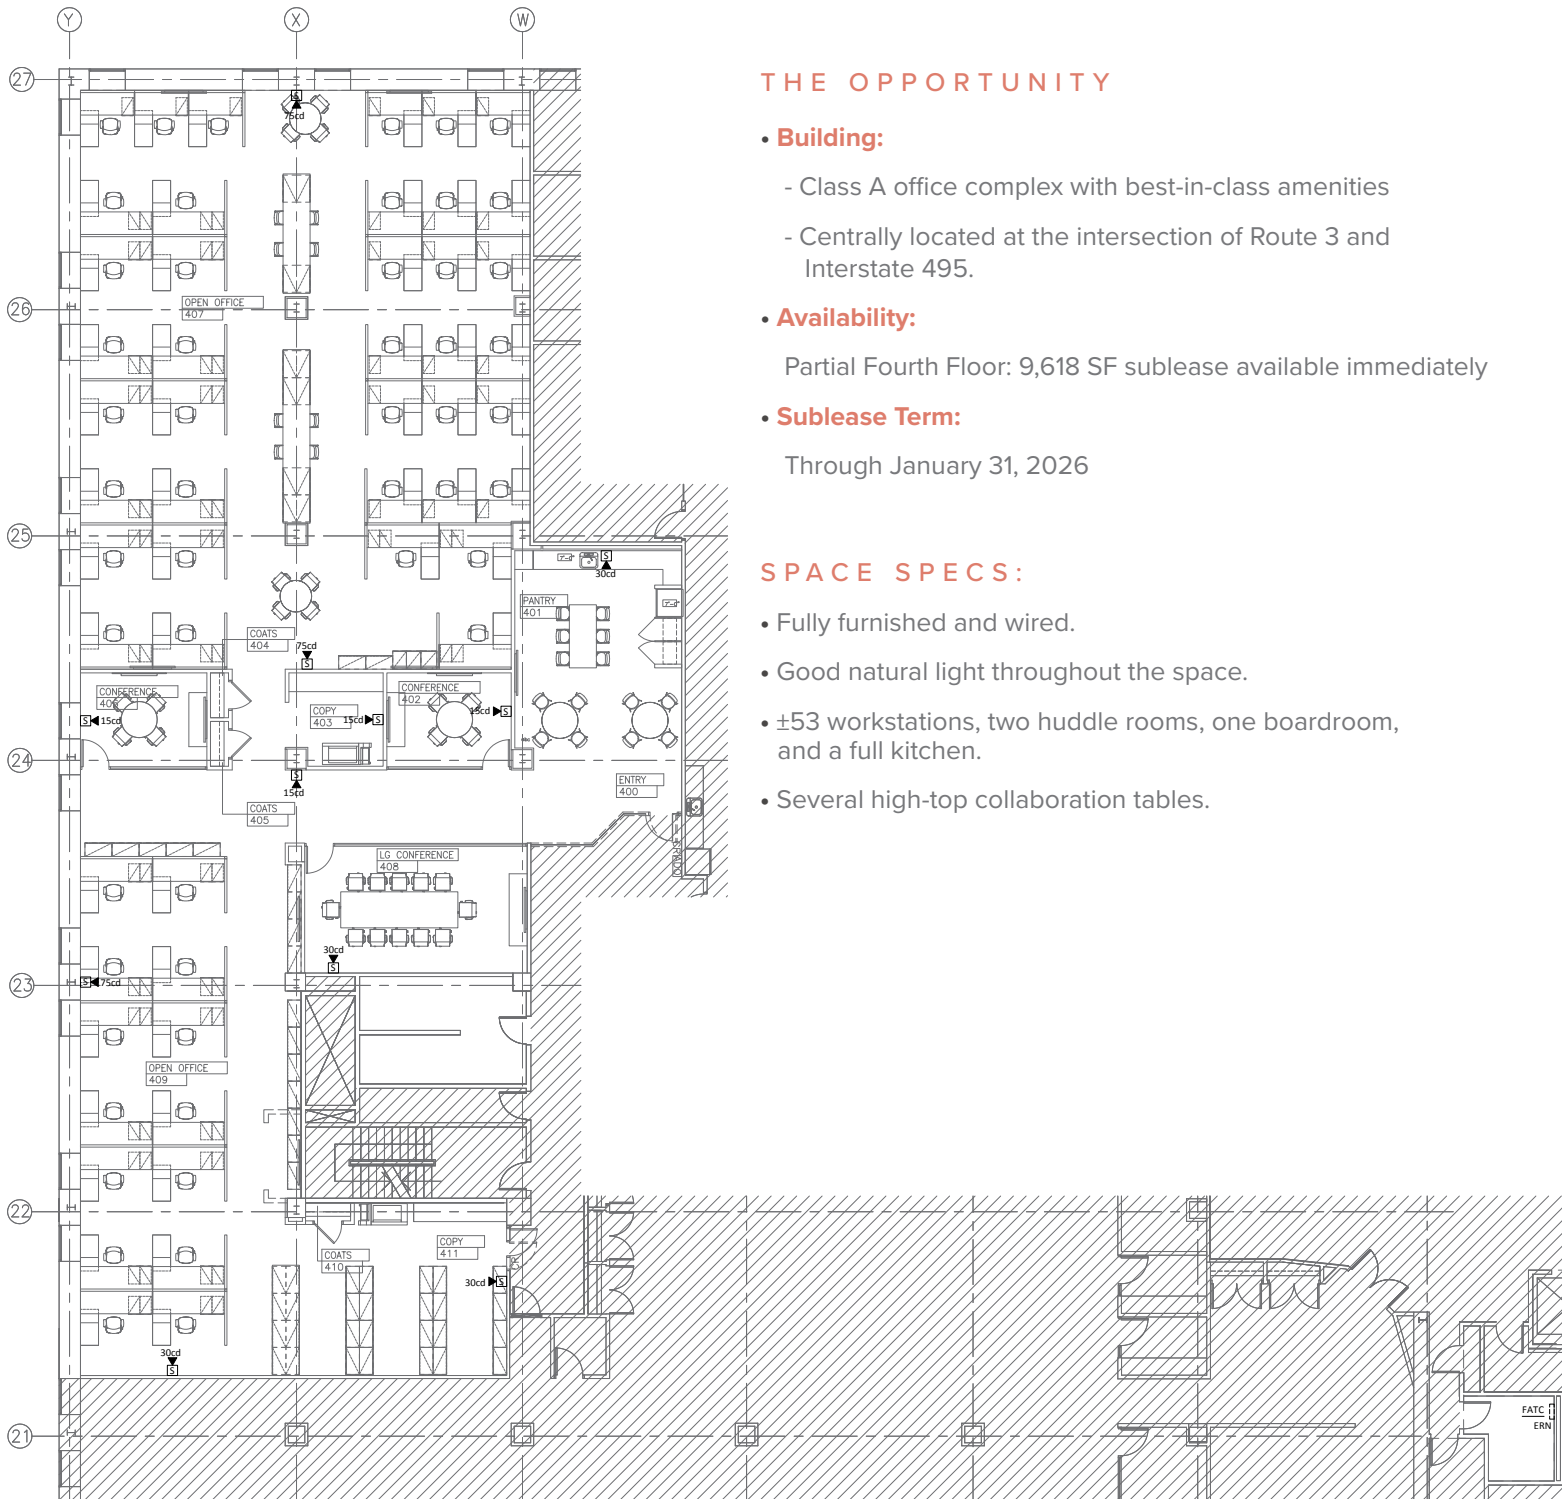 Y
X
W
27
26
25
24
23
22
21
THE OPPORTUNITY
• Building:
- Class A office complex with best-in-class amenities
- Centrally located at the intersection of Route 3 and
Interstate 495.
• Availability:
Partial Fourth Floor: 9,618 SF sublease available immediately
• Sublease Term:
Through January 31, 2026
SPACE SPECS:
• Fully furnished and wired.
• Good natural light throughout the space.
• ±53 workstations, two huddle rooms, one boardroom,
and a full kitchen.
• Several high-top collaboration tables.
S
75cd
OPEN OFFICE
407
S
30cd
PANTRY
401
COATS
404
75cd
S
CONFERENCE
S
15cd
COPY
403
15cd
S
CONFERENCE
402
15cd
S
S
15cd
ENTRY
400
COATS
405
LG CONFERENCE
408
30cd
S
S
75cd
OPEN OFFICE
409
COATS
410
COPY
411
CR
30cd
S
30cd
S
FATC
ERN